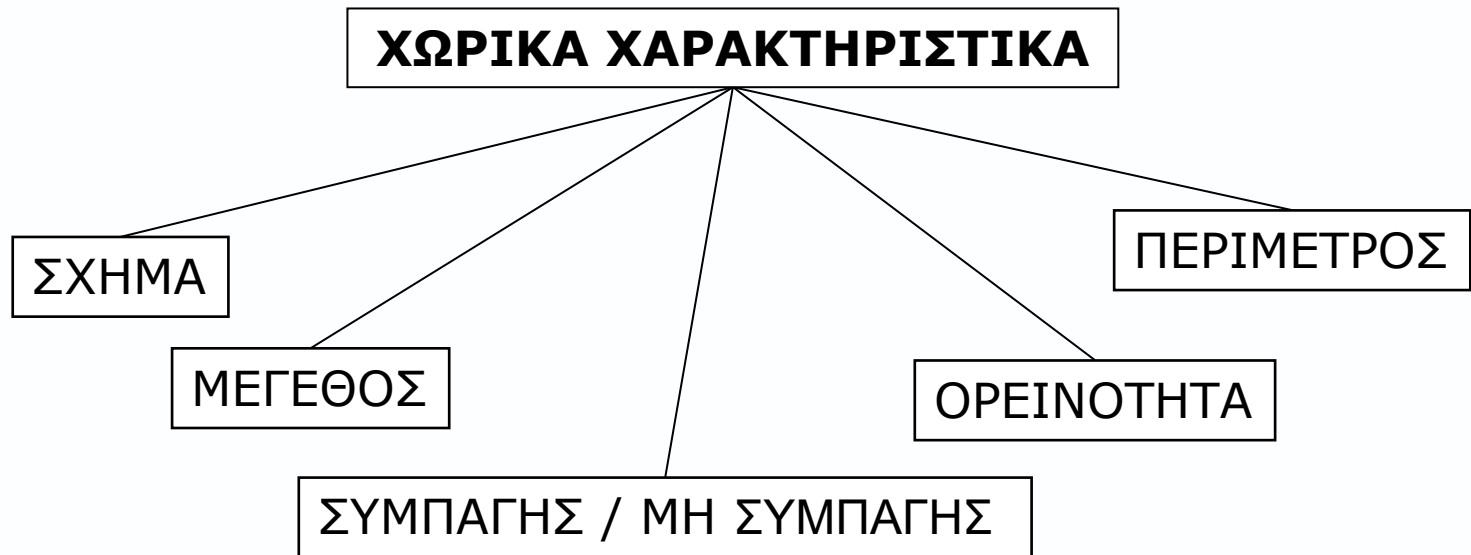 ΧΩΡΙΚΑ ΧΑΡΑΚΤΗΡΙΣΤΙΚΑ
ΣΧΗΜΑ
ΠΕΡΙΜΕΤΡΟΣ
ΜΕΓΕΘΟΣ
ΟΡΕΙΝΟΤΗΤΑ
ΣΥΜΠΑΓΗΣ / ΜΗ ΣΥΜΠΑΓΗΣ